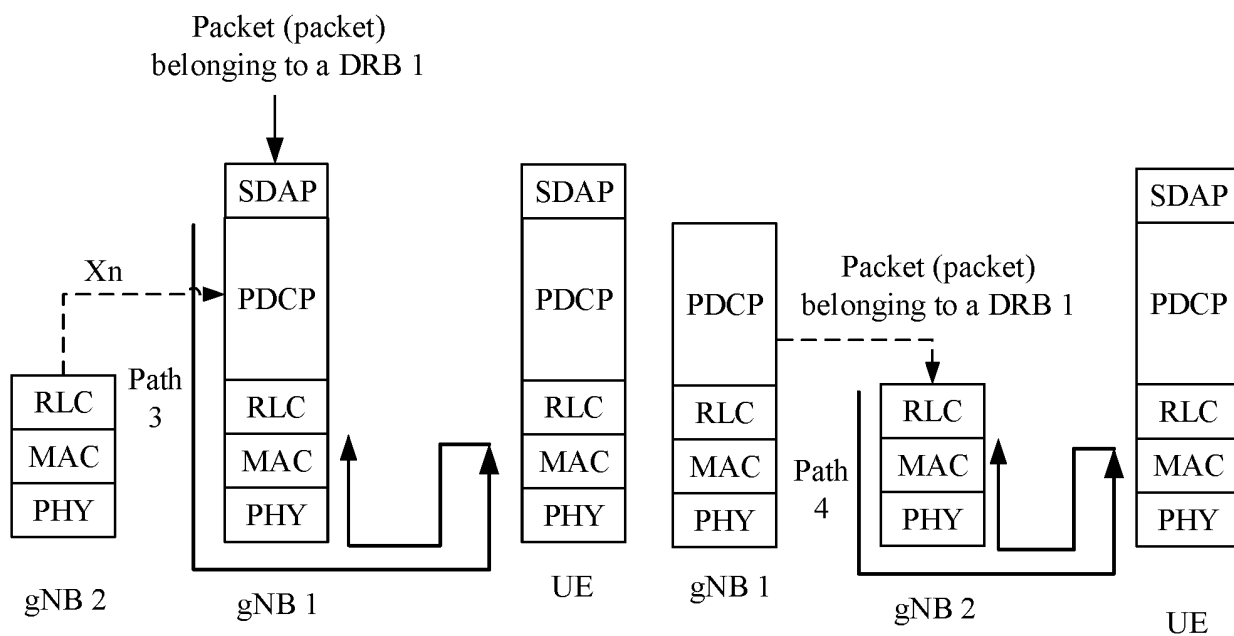 Packet (packet)
belonging to a DRB 1
SDAP
PDCP
RLC
MAC
PHY
gNB 1
Xn
RLC
MAC
PHY
gNB 2
Path
3
SDAP
PDCP
RLC
MAC
PHY
UE
PDCP
RLC
MAC
PHY
gNB 1
Packet (packet)
belonging to a DRB 1
Path
4
RLC
MAC
PHY
gNB 2
SDAP
PDCP
RLC
MAC
PHY
UE